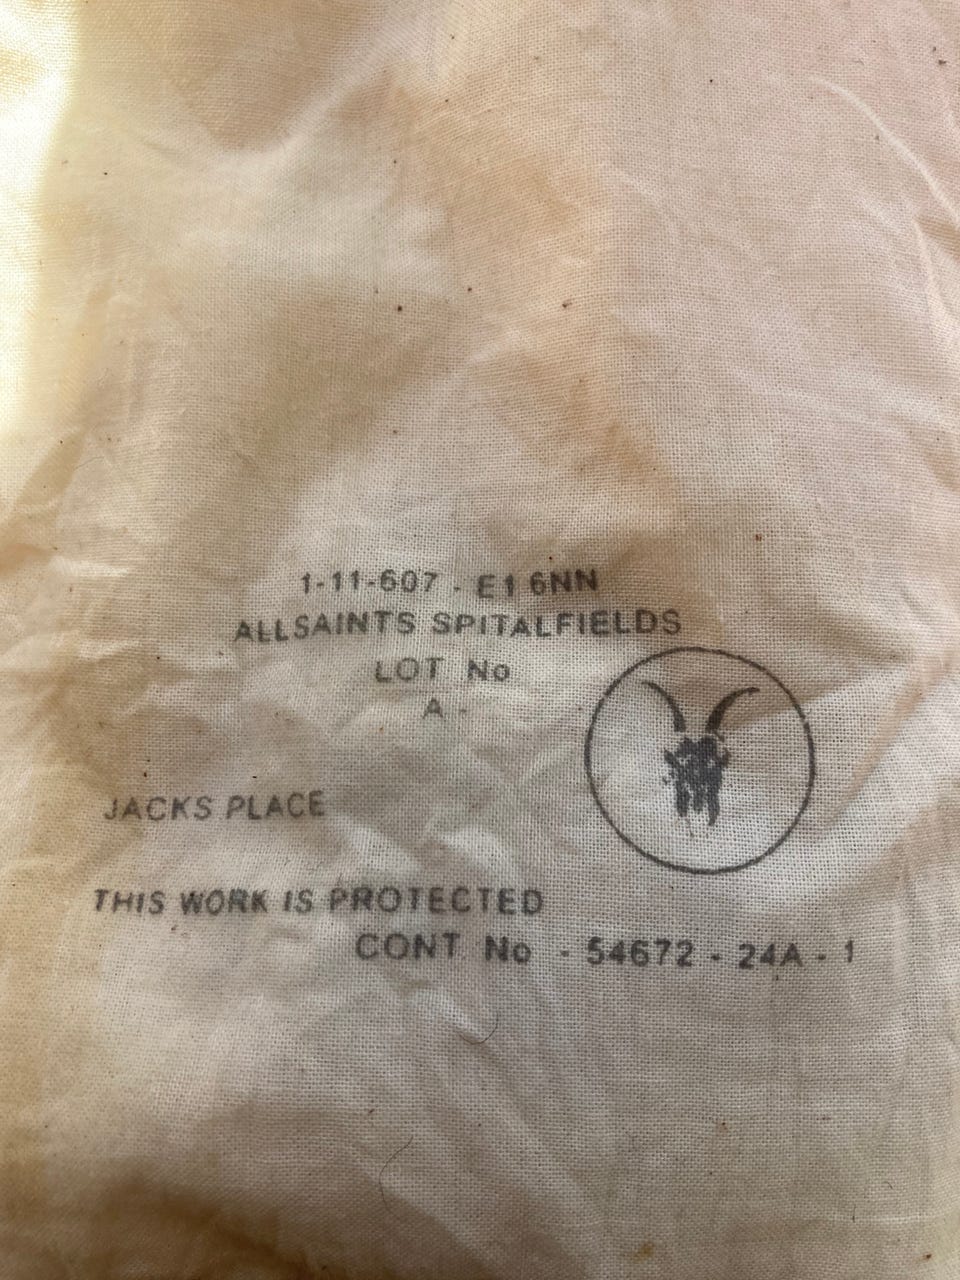 1-11-607 - E1 6NN
ALLSAINTS SPITALFIELDS
LOT No
A -
JACKS PLACE
THIS WORK IS PROTECTED
CONT No - 54672 - 24A - 1